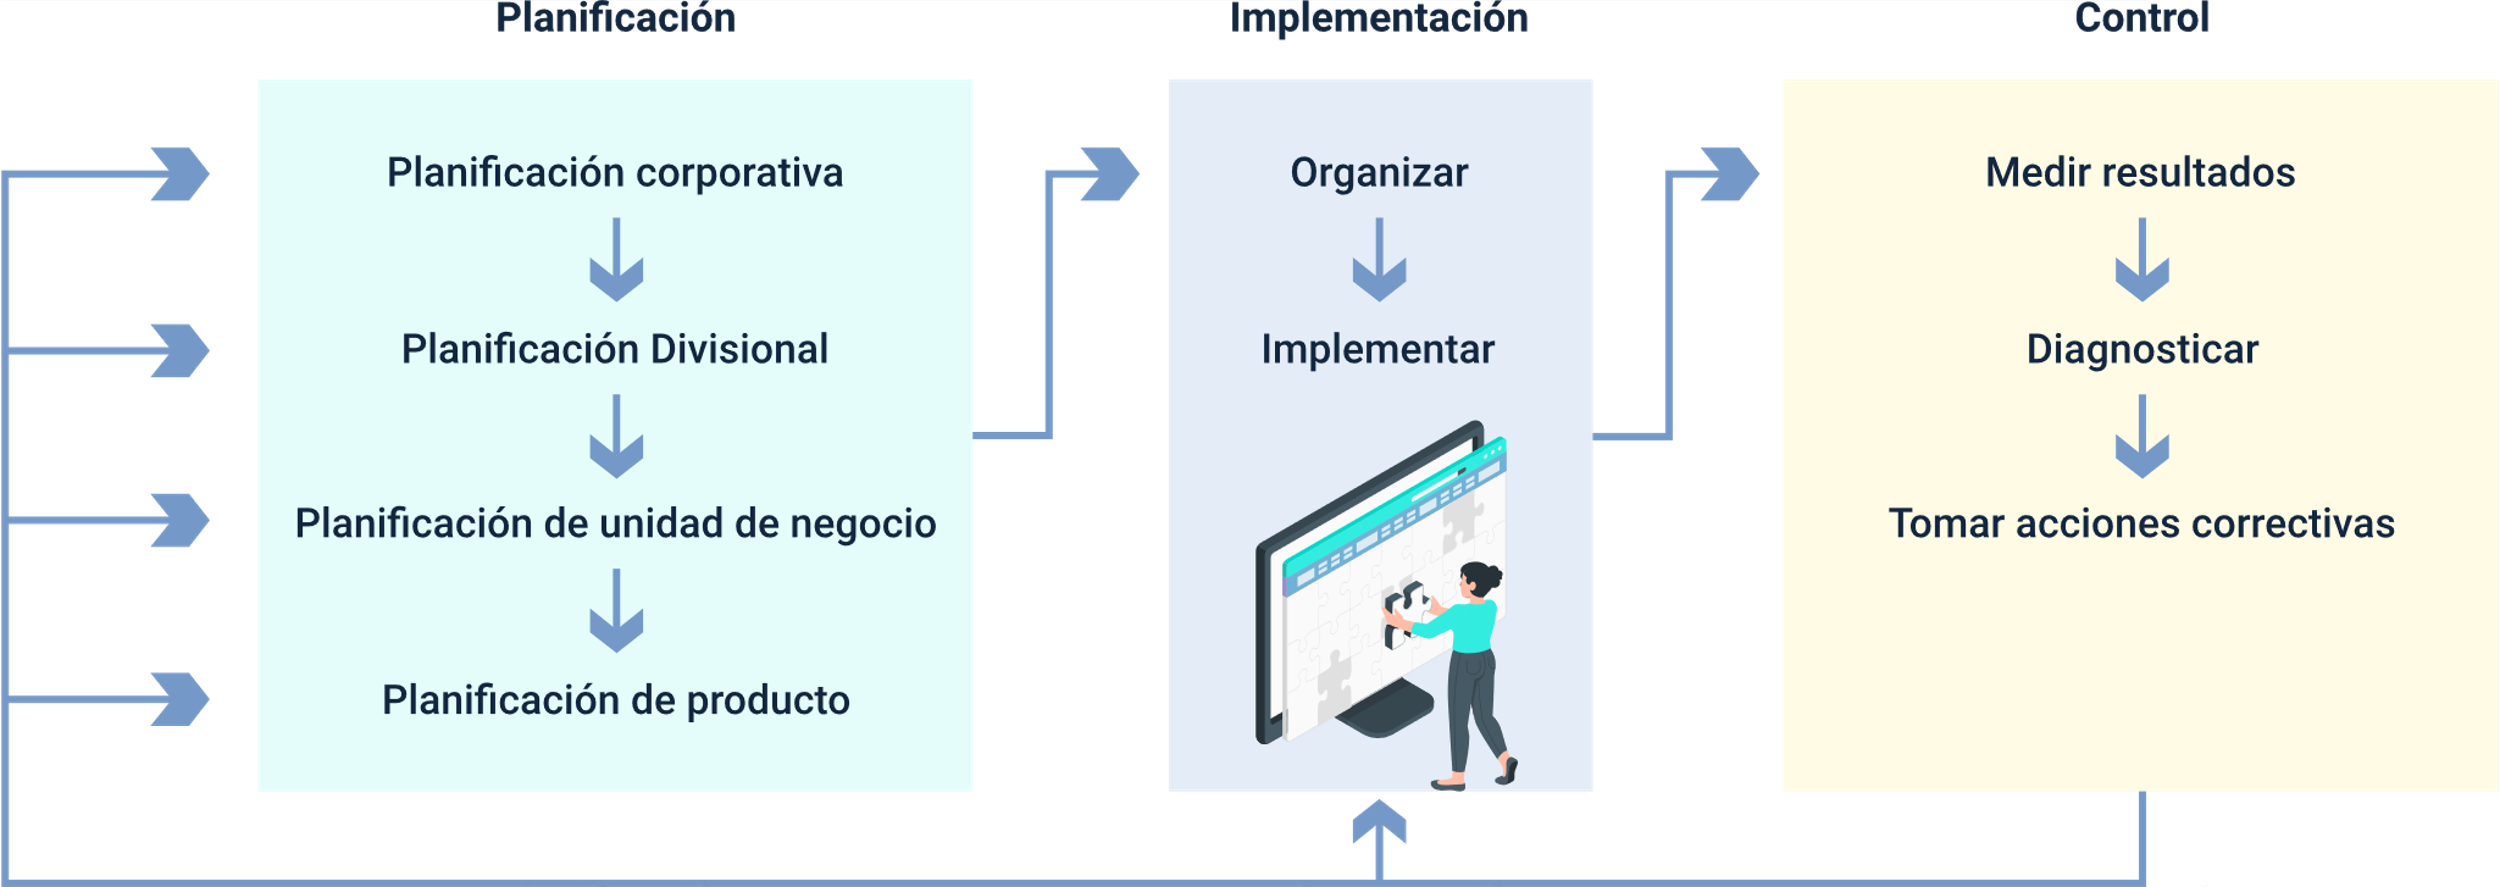 Planificación
Implementación
Control
Planificación corporativa
Planificación Divisional
Planificación de unidad de negocio
Planificación de producto
Organizar
Implementar
Medir resultados
Diagnosticar
Tomar acciones correctivas